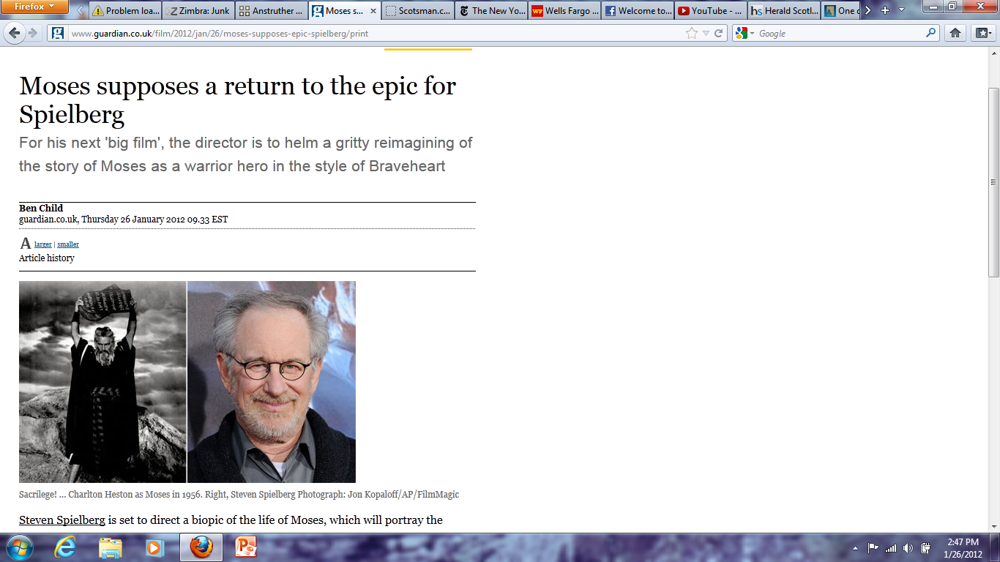 Firefox
Problem loa...
Zimbra: Junk
Anstruther ...
Moses s...
Scotsman.c...
The New Yo...
Wells Fargo ...
Welcome to...
YouTube - ...
Herald Scotl...
One d
www.guardian.co.uk/film/2012/jan/26/moses-supposes-epic-spielberg/print
Google
Moses supposes a return to the epic for
Spielberg
For his next 'big film', the director is to helm a gritty reimagining of
the story of Moses as a warrior hero in the style of Braveheart
Ben Child
guardian.co.uk, Thursday 26 January 2012 09.33 EST
A larger | smaller
Article history
Sacrilege! ... Charlton Heston as Moses in 1956. Right, Steven Spielberg Photograph: Jon Kopaloff/AP/FilmMagic
Steven Spielberg is set to direct a biopic of the life of Moses, which will portray the
2:47 PM
1/26/2012